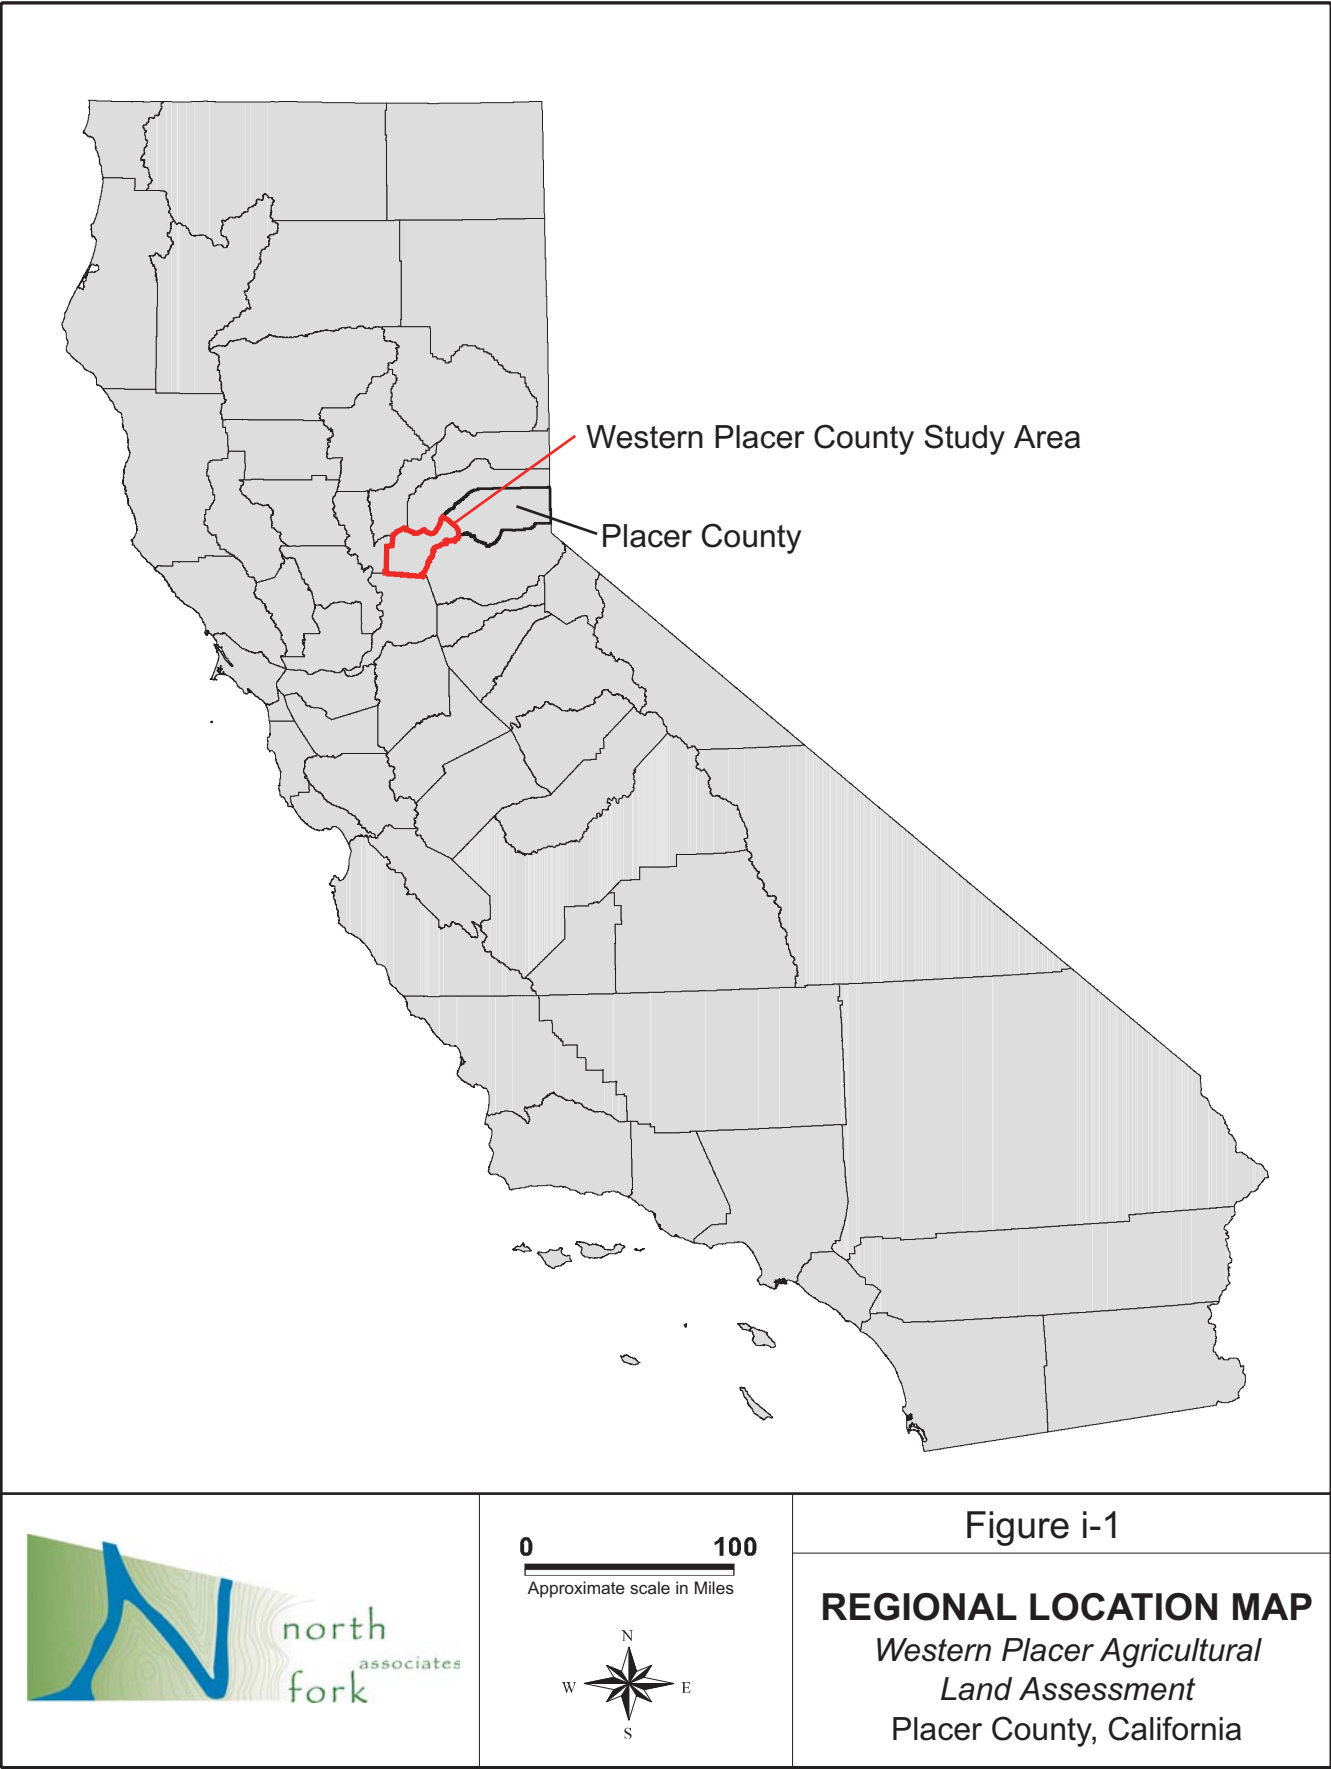 Western Placer County Study Area
Placer County
north
associates
fork
0 100
Approximate scale in Miles
N
W E
S
Figure i-1
REGIONAL LOCATION MAP
Western Placer Agricultural
Land Assessment
Placer County, California